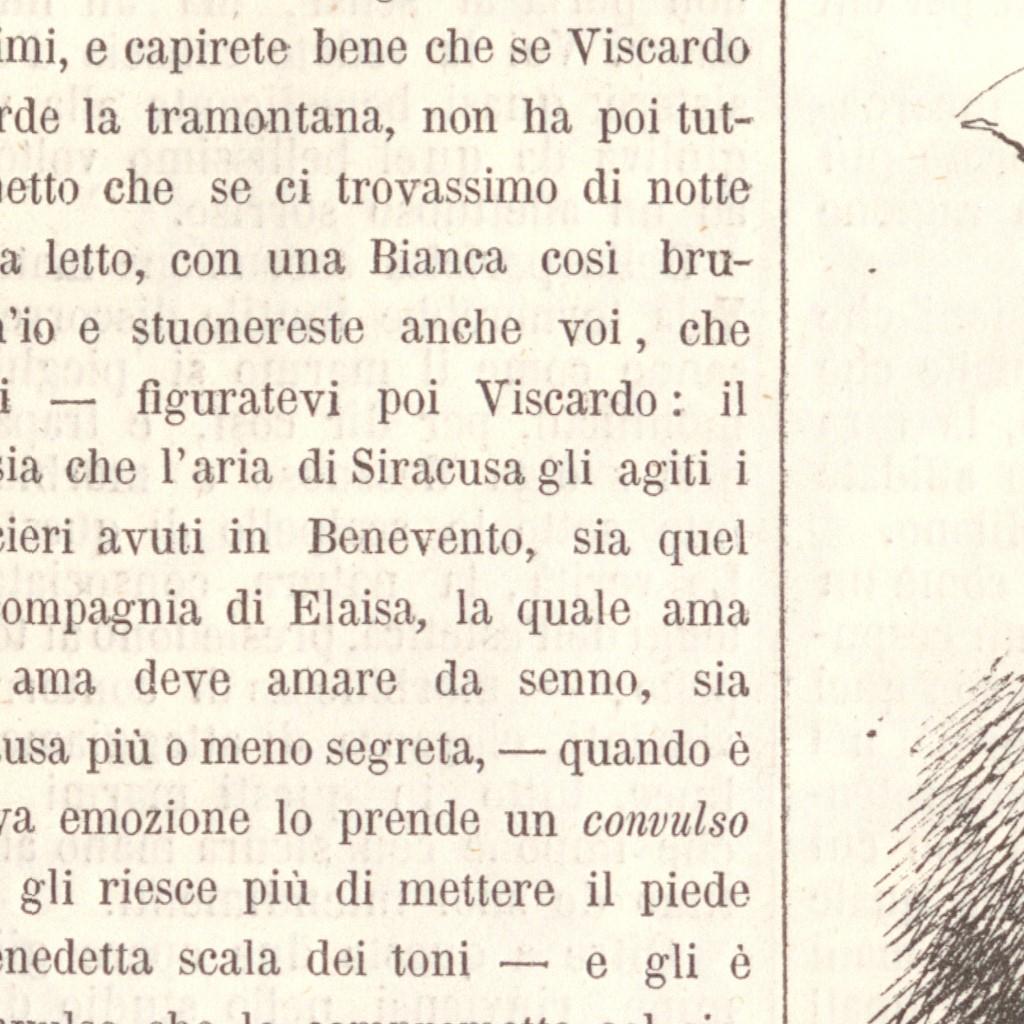 imi, e capirete bene che se Viscardo
rde la tramontana, non ha poi tut-
etto che se ci trovassimo di notte
a letto, con una Bianca così bru-
'io e stuonereste anche voi, che
i — figuratevi poi Viscardo: il
sia che l'aria di Siracusa gli agiti i
cieri avuti in Benevento, sia quel
ompagnia di Elaisa, la quale ama
ama deve amare da senno, sia
usa più o meno segreta, — quando è
va emozione lo prende un convulso
gli riesce più di mettere il piede
enedetta scala dei toni — e gli è